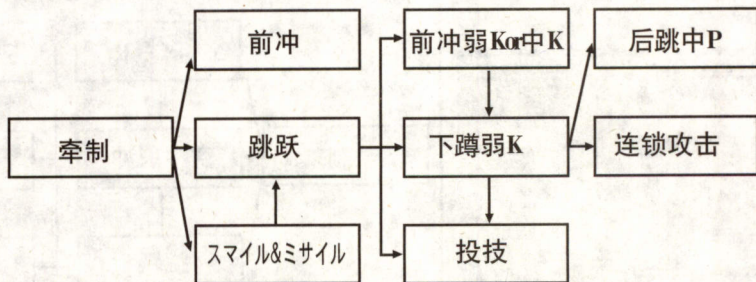 前冲
前冲弱Kor中K
后跳中P
牵制
跳跃
下蹲弱K
连锁攻击
スマイル&ミサイル
投技